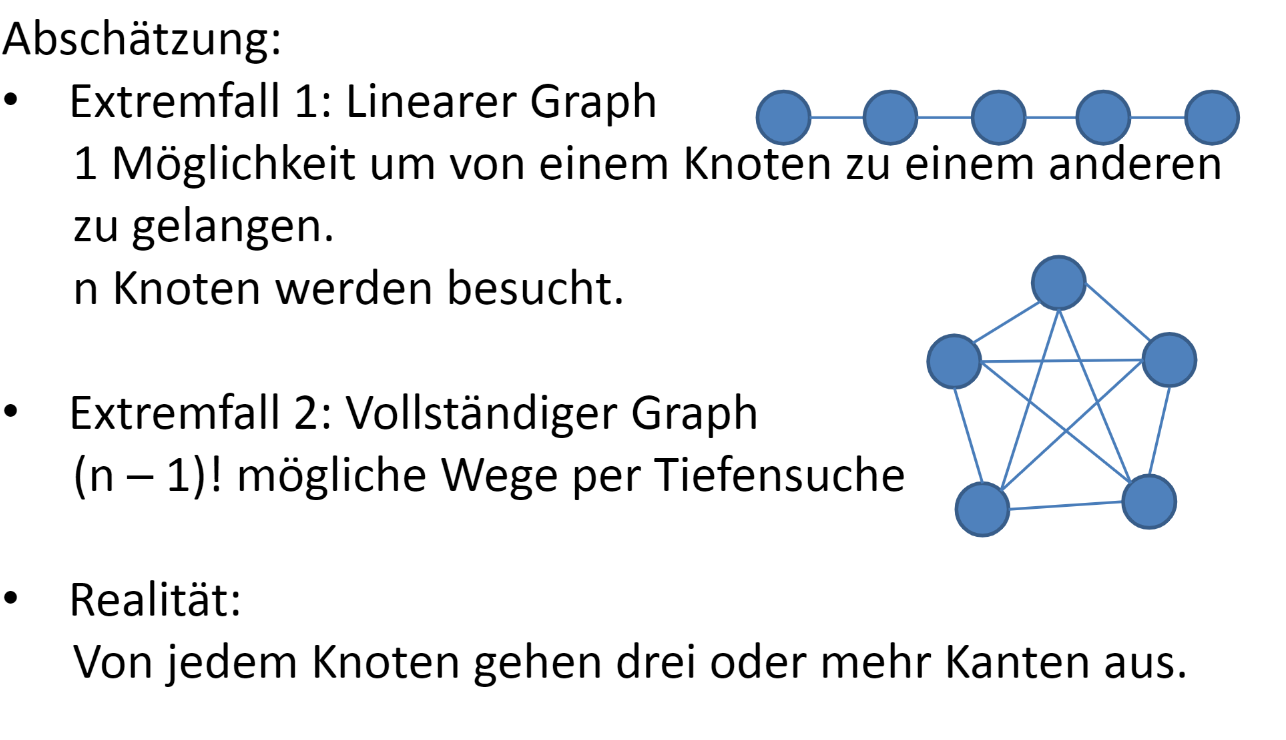 Abschätzung:
• Extremfall 1: Linearer Graph
1 Möglichkeit um von einem Knoten zu einem anderen
zu gelangen.
n Knoten werden besucht.
• Extremfall 2: Vollständiger Graph
(n – 1)! mögliche Wege per Tiefensuche
• Realität:
Von jedem Knoten gehen drei oder mehr Kanten aus.